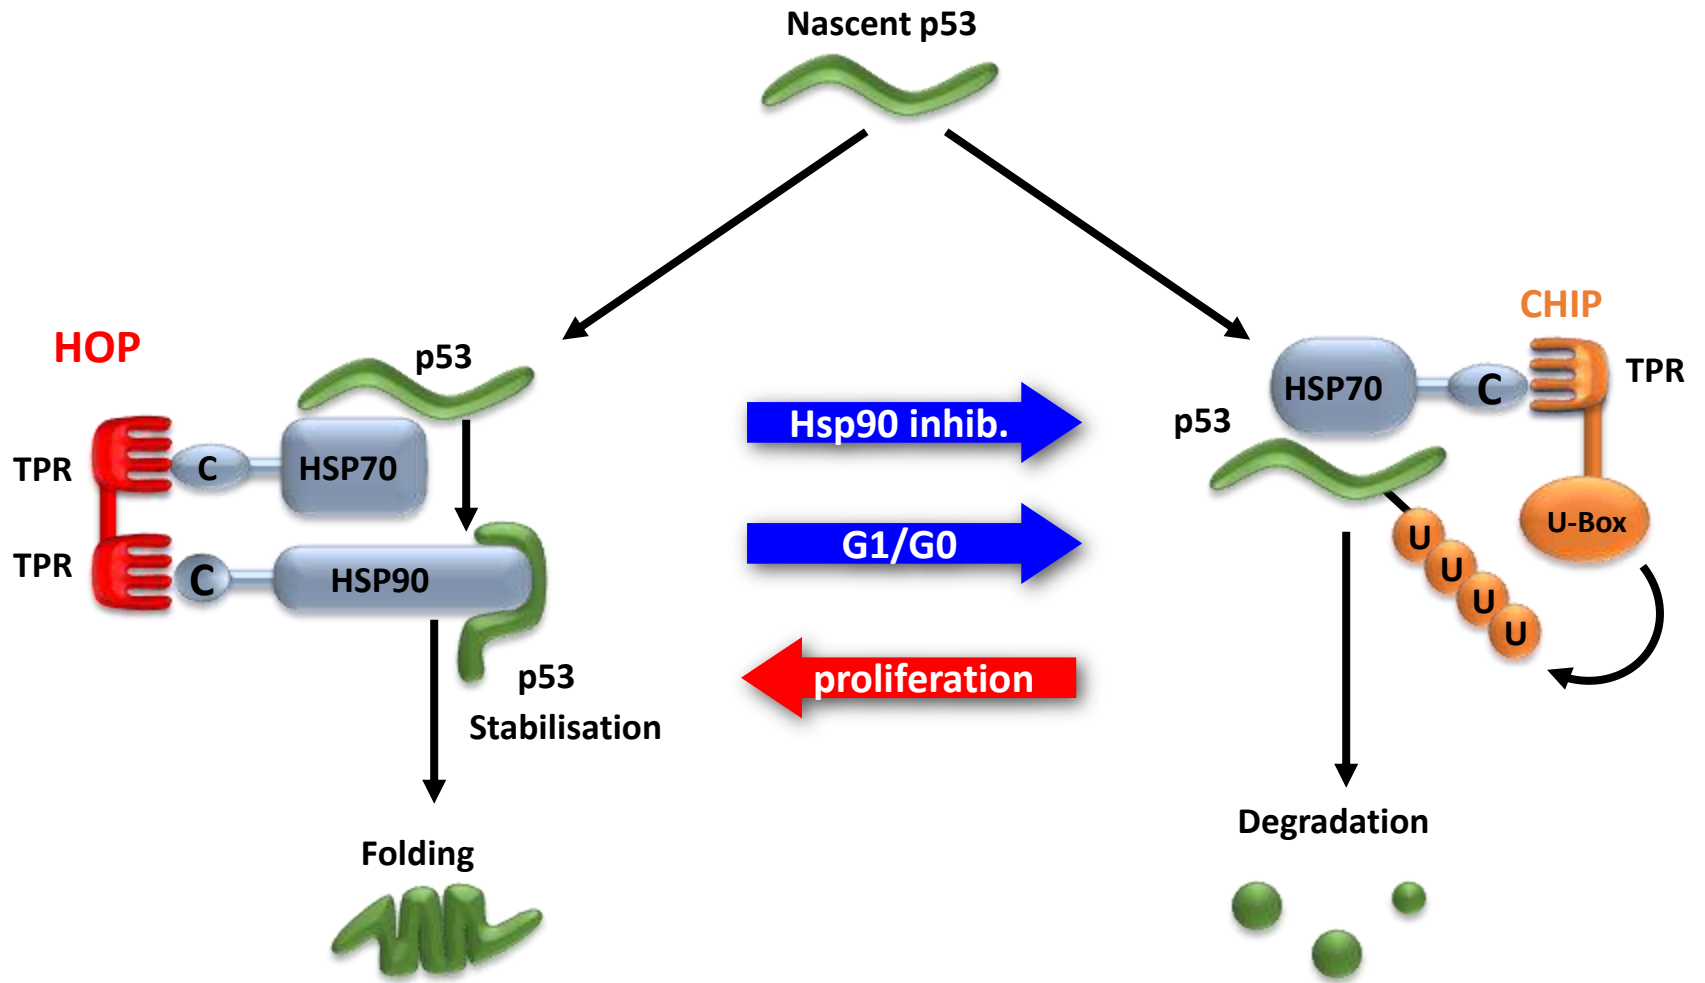 Nascent p53
HOP
p53
TPR
C
HSP70
TPR
C
HSP90
p53
Stabilisation
Folding
Hsp90 inhib.
G1/G0
proliferation
CHIP
HSP70
C
TPR
p53
U-Box
U
U
U
U
Degradation